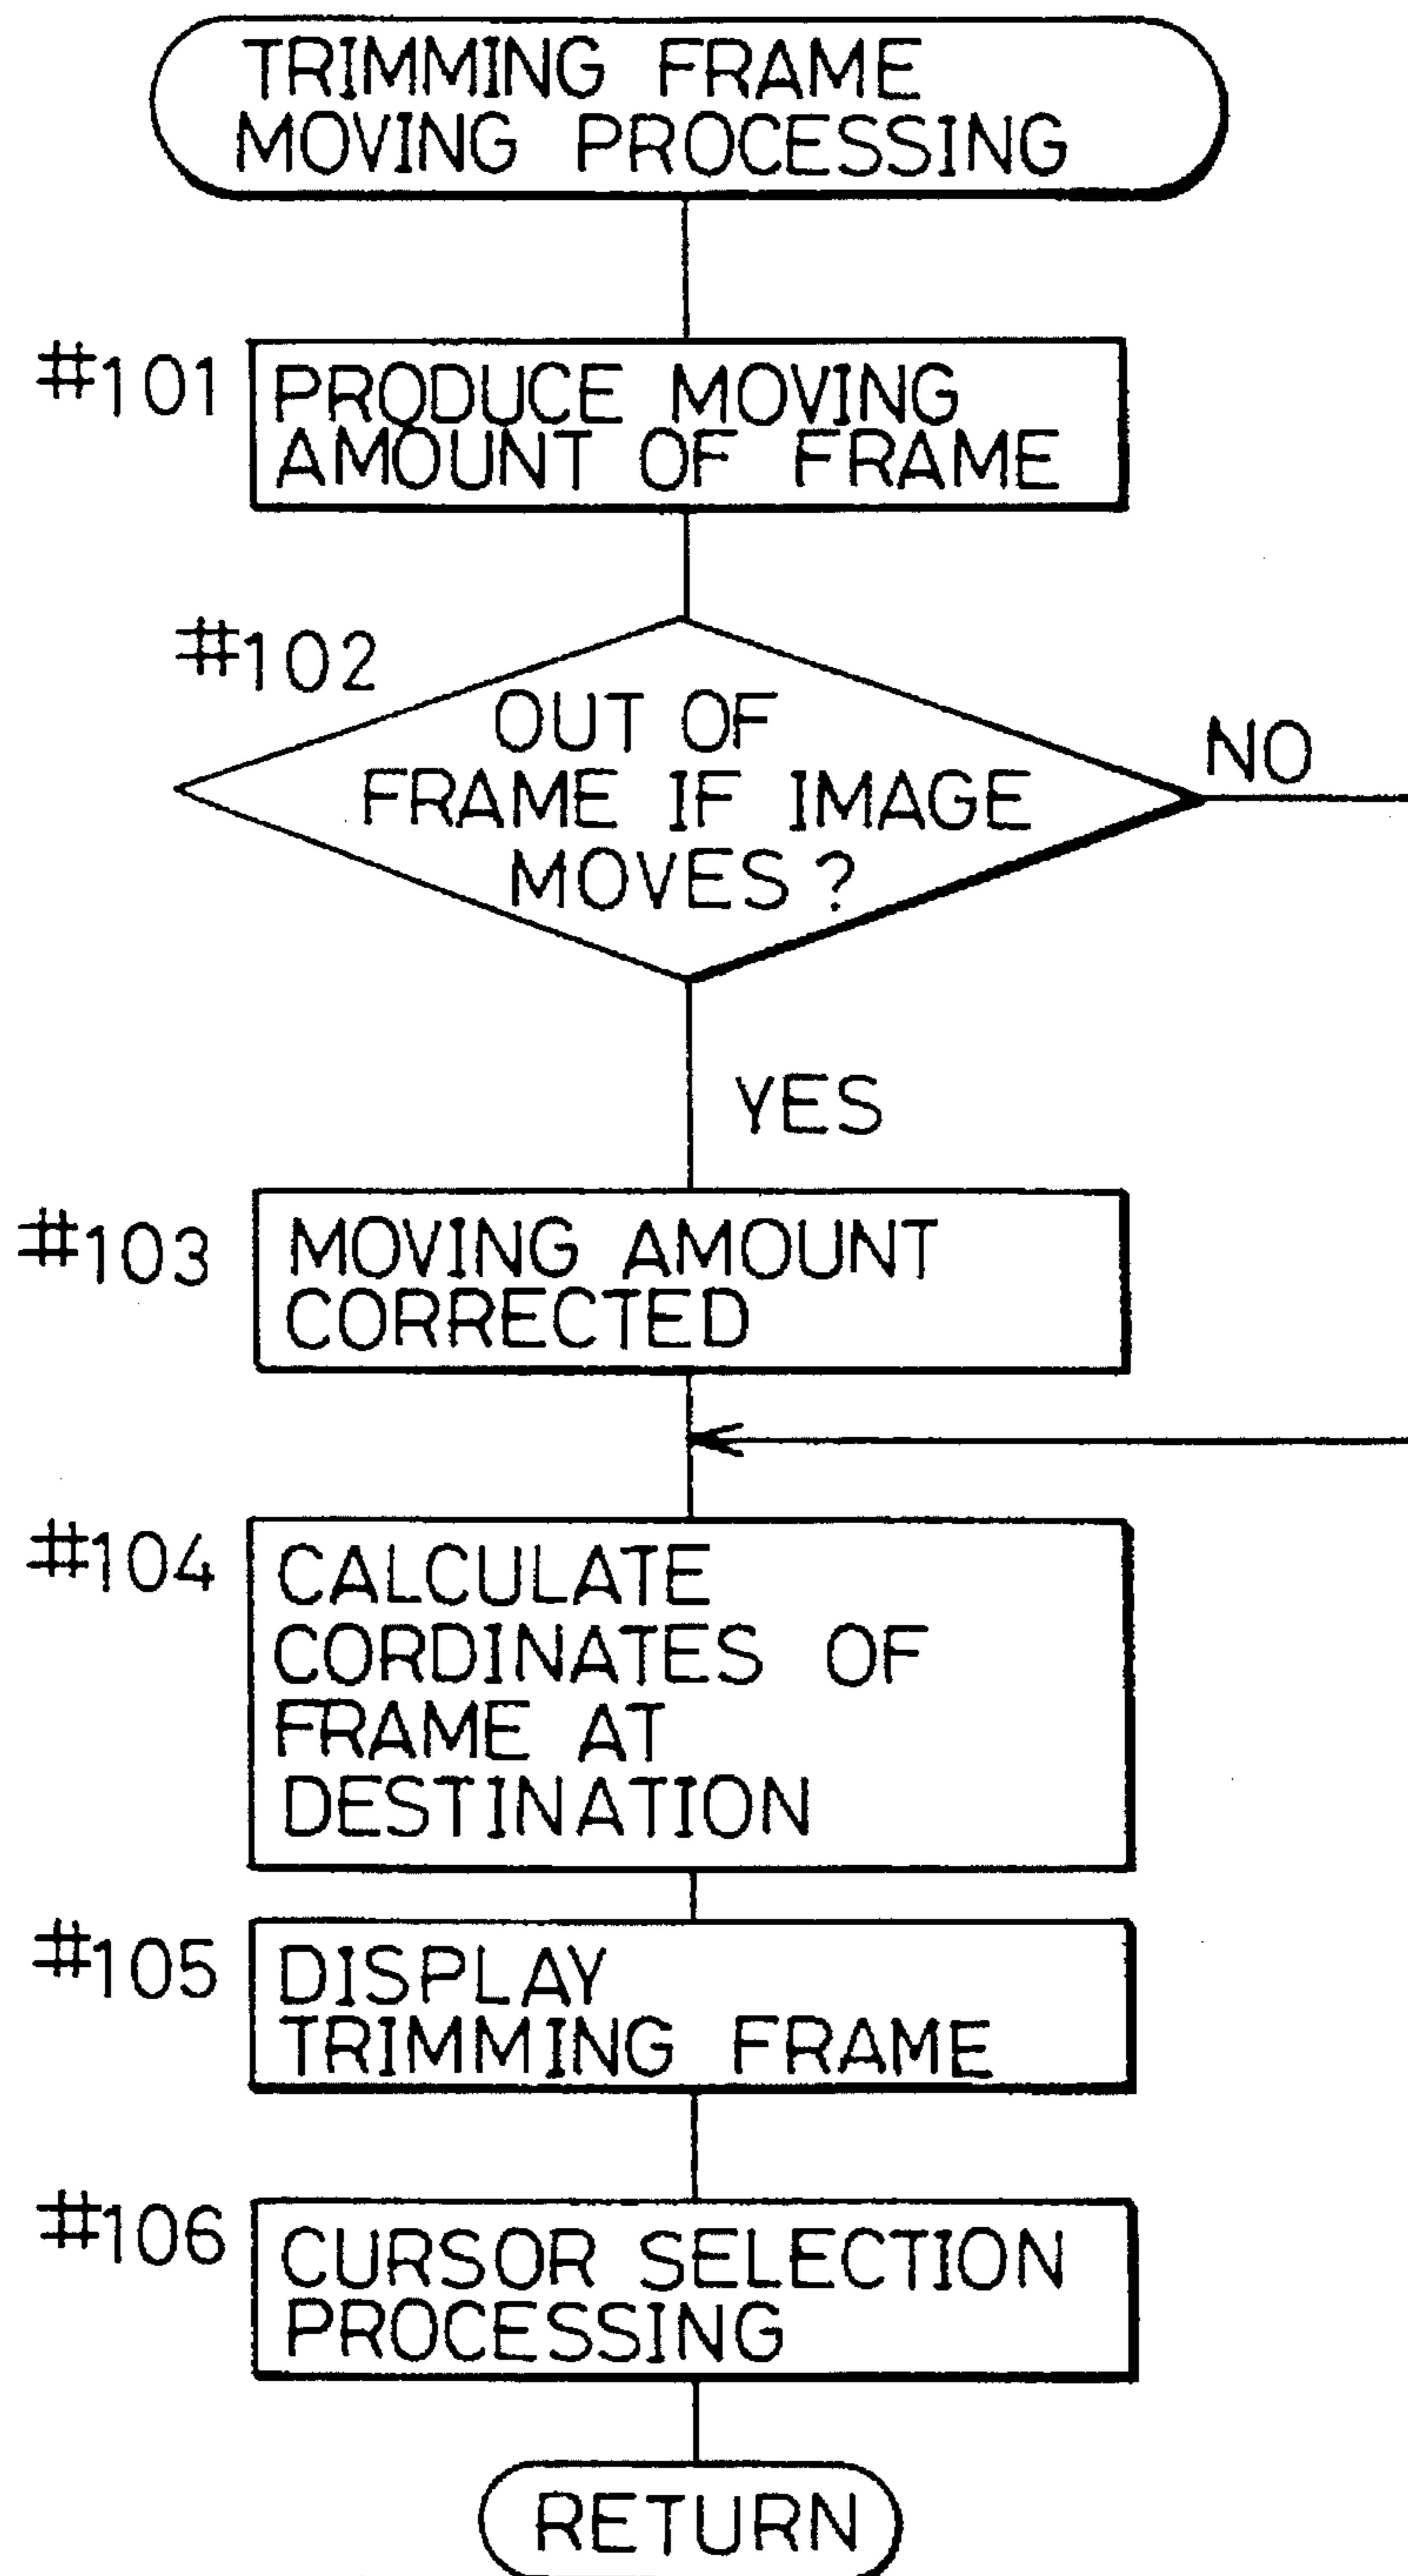 TRIMMING FRAME
MOVING PROCESSING
#101
PRODUCE MOVING
AMOUNT OF FRAME
#102
OUT OF
FRAME IF IMAGE
MOVES?
NO
YES
#103
MOVING AMOUNT
CORRECTED
#104
CALCULATE
CORDINATES OF
FRAME AT
DESTINATION
#105
DISPLAY
TRIMMING FRAME
#106
CURSOR SELECTION
PROCESSING
RETURN